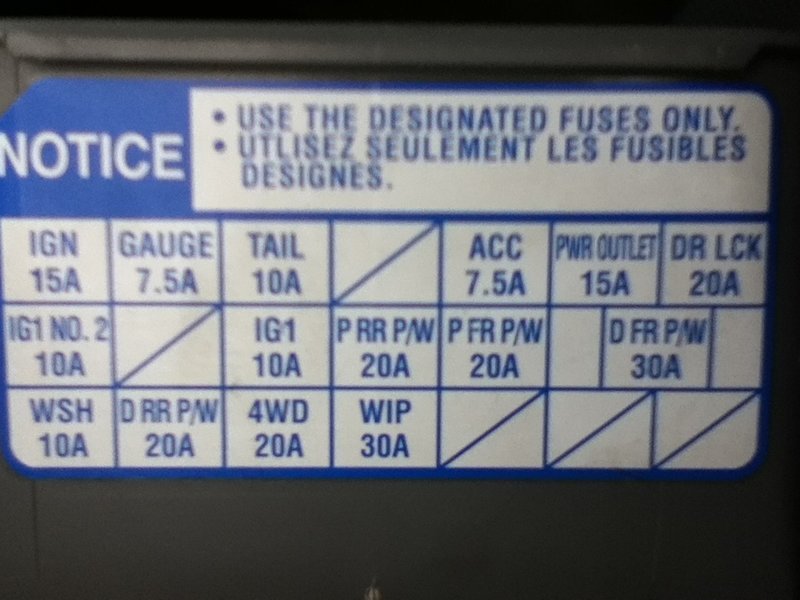 NOTICE
• USE THE DESIGNATED FUSES ONLY.
• UTLISEZ SEULEMENT LES FUSIBLES
DESIGNES.
IGN GAUGE TAIL ACC PWR OUTLET DR LCK
15A 7.5A 10A 7.5A 15A 20A
IG1 NO. 2 IG1 P RR P/W P FR P/W D FR P/W
10A 10A 20A 20A 30A
WSH D RR P/W 4WD WIP
10A 20A 20A 30A